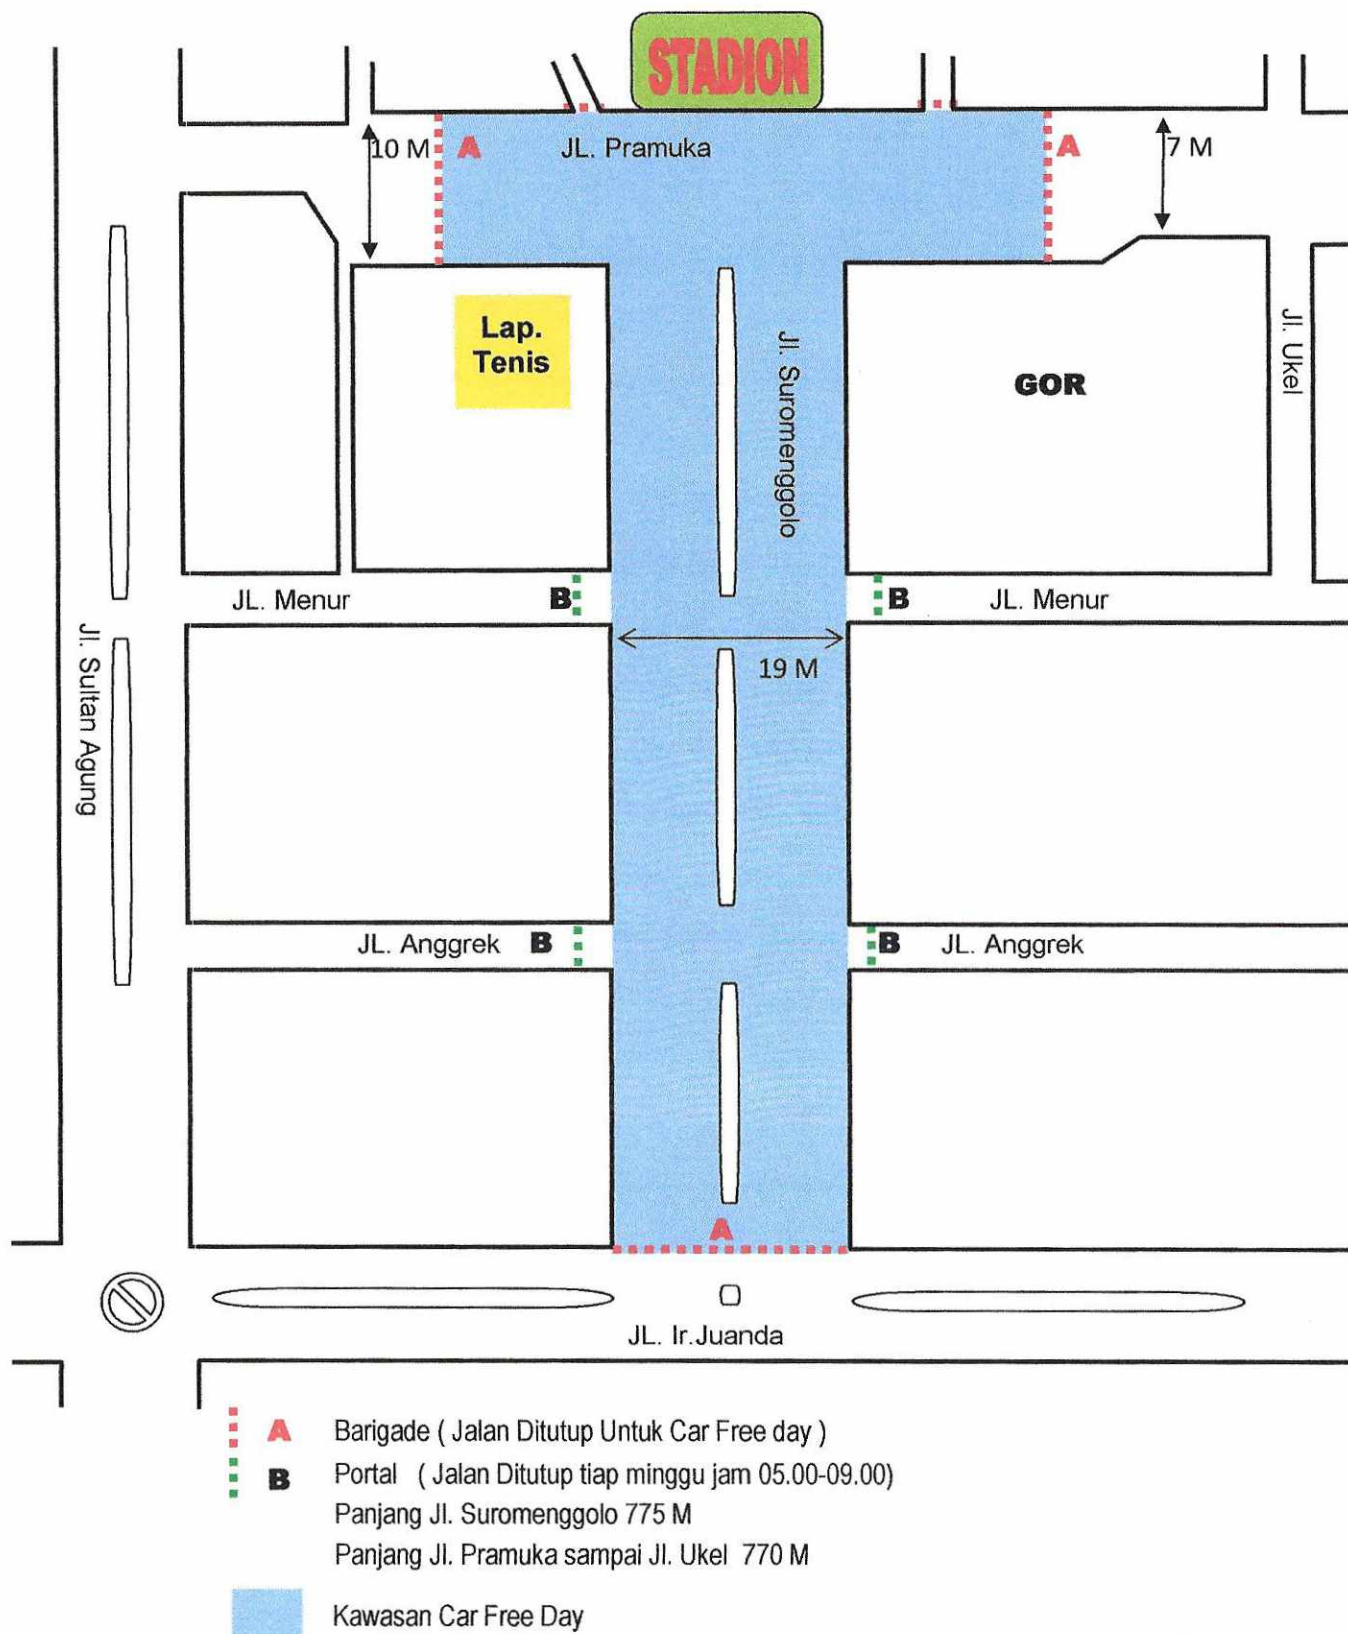 STADION
10 M
A
JL. Pramuka
A
7 M
Lap.
Tenis
Jl. Suromenggolo
GOR
Jl. Ukel
JL. Menur
B
B
JL. Menur
19 M
Jl. Sultan Agung
JL. Anggrek
B
B
JL. Anggrek
A
JL. Ir.Juanda
A Barigade ( Jalan Ditutup Untuk Car Free day )
B Portal ( Jalan Ditutup tiap minggu jam 05.00-09.00)
Panjang Jl. Suromenggolo 775 M
Panjang Jl. Pramuka sampai Jl. Ukel 770 M
Kawasan Car Free Day